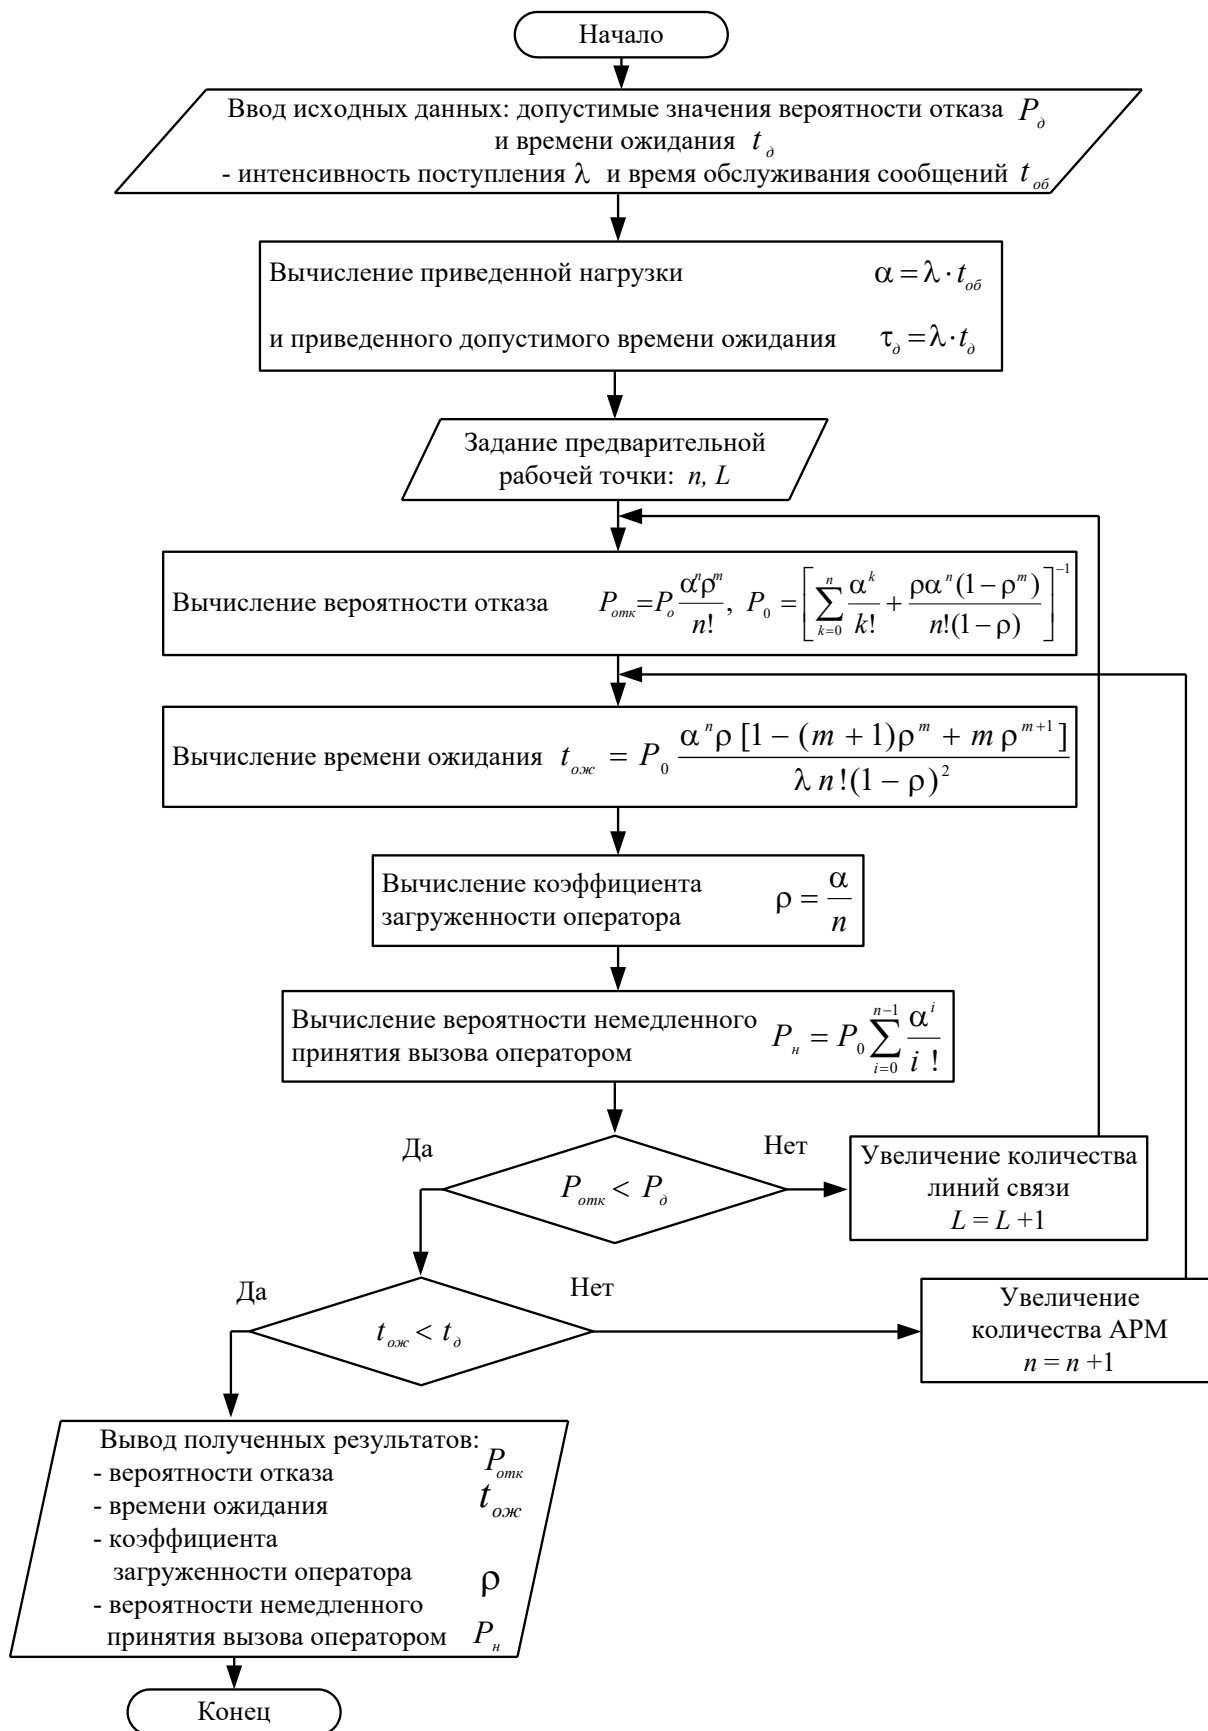 Начало
Ввод исходных данных: допустимые значения вероятности отказа P_д
и времени ожидания t_д
- интенсивность поступления λ и время обслуживания сообщений t_об
Вычисление приведенной нагрузки α = λ · t_об
и приведенного допустимого времени ожидания τ_д = λ · t_д
Задание предварительной
рабочей точки: n, L
Вычисление вероятности отказа P_отк = P_о α^n ρ^m / n!, P_0 = [∑_{k=0}^{n} α^k / k! + ρα^n (1 − ρ^m) / n!(1 − ρ)]^{−1}
Вычисление времени ожидания t_ож = P_0 α^n ρ [1 − (m + 1)ρ^m + m ρ^{m+1}] / λ n!(1 − ρ)^2
Вычисление коэффициента
загруженности оператора ρ = α / n
Вычисление вероятности немедленного
принятия вызова оператором P_н = P_0 ∑_{i=0}^{n−1} α^i / i !
Да
Нет
P_отк < P_д
Увеличение количества
линий связи
L = L +1
Да
Нет
t_ож < t_д
Увеличение
количества АРМ
n = n +1
Вывод полученных результатов:
- вероятности отказа P_отк
- времени ожидания t_ож
- коэффициента
загруженности оператора ρ
- вероятности немедленного
принятия вызова оператором P_н
Конец